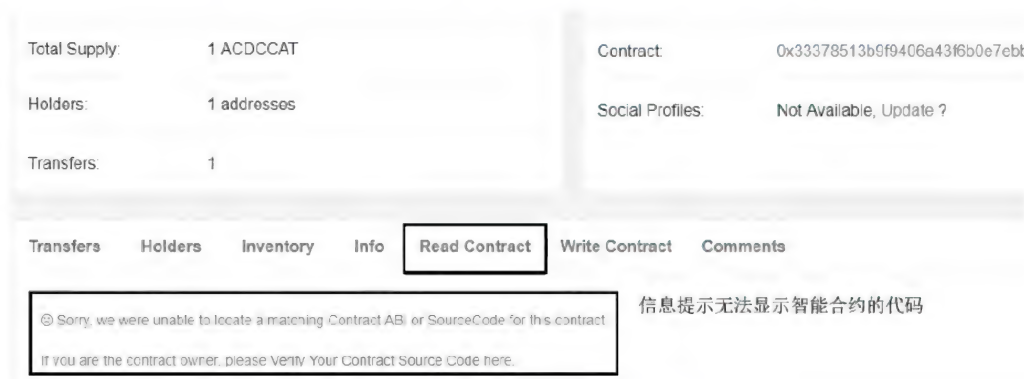 Total Supply: 1 ACDCCAT
Holders: 1 addresses
Transfers: 1
Contract: 0x33378513b9f9406a43f6b0e7ebb
Social Profiles: Not Available, Update ?
Transfers Holders Inventory Info Read Contract Write Contract Comments
Sorry, we were unable to locate a matching Contract ABI or SourceCode for this contract
If you are the contract owner, please Verify Your Contract Source Code here.
信息提示无法显示智能合约的代码